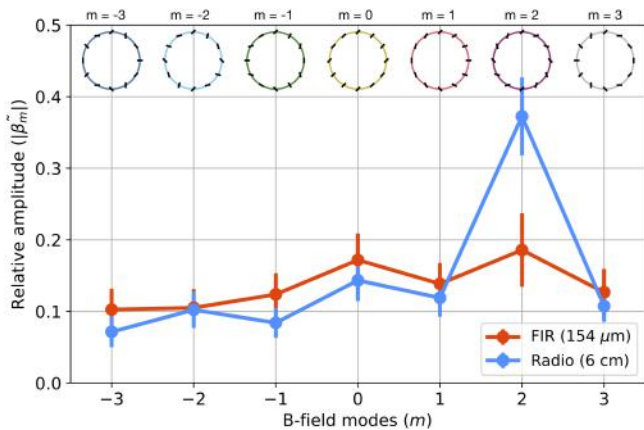 m = -3 m = -2 m = -1 m = 0 m = 1 m = 2 m = 3
0.5
0.4
0.3
0.2
0.1
0.0
Relative amplitude (|β̃m|)
FIR (154 μm)
Radio (6 cm)
−3 −2 −1 0 1 2 3
B-field modes (m)